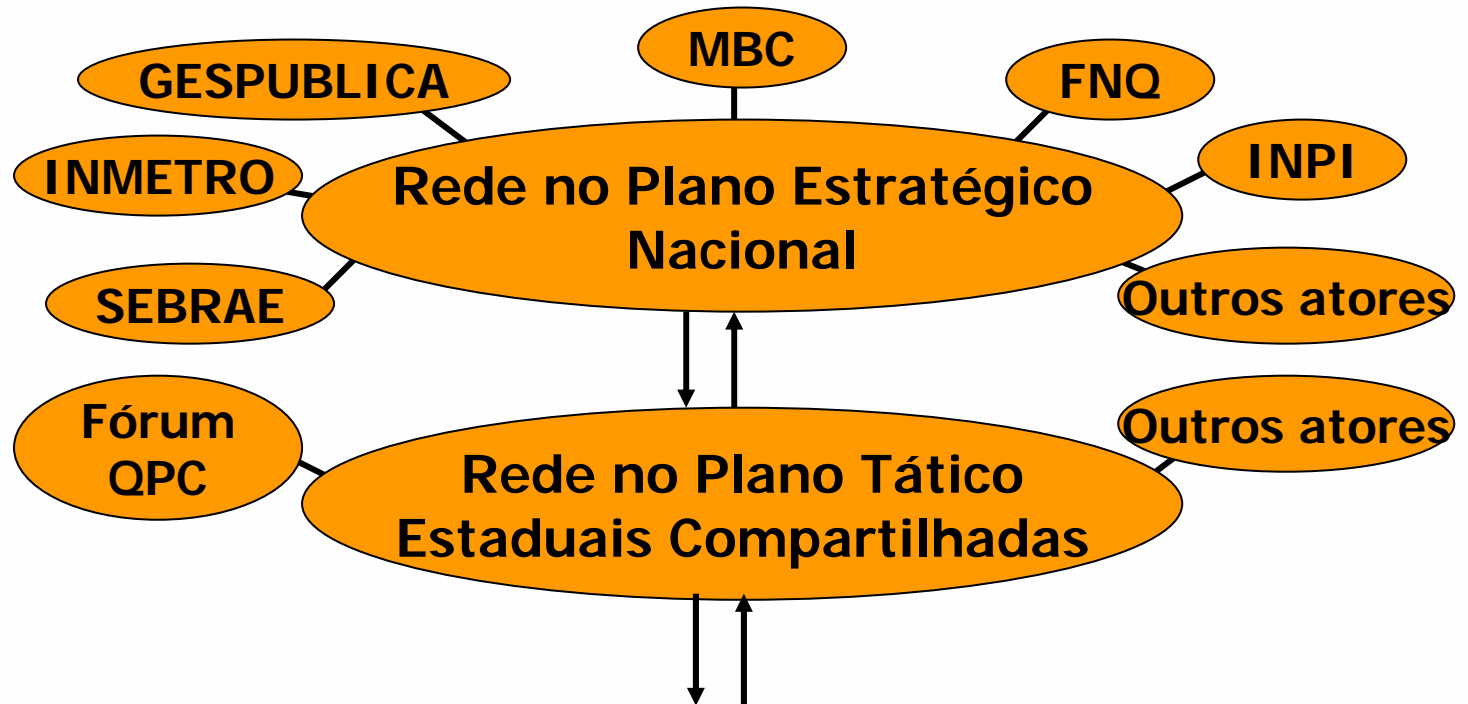 MBC
GESPUBLICA
FNQ
INMETRO
INPI
Rede no Plano Estratégico
Nacional
SEBRAE
Outros atores
Fórum
QPC
Outros atores
Rede no Plano Tático
Estaduais Compartilhadas